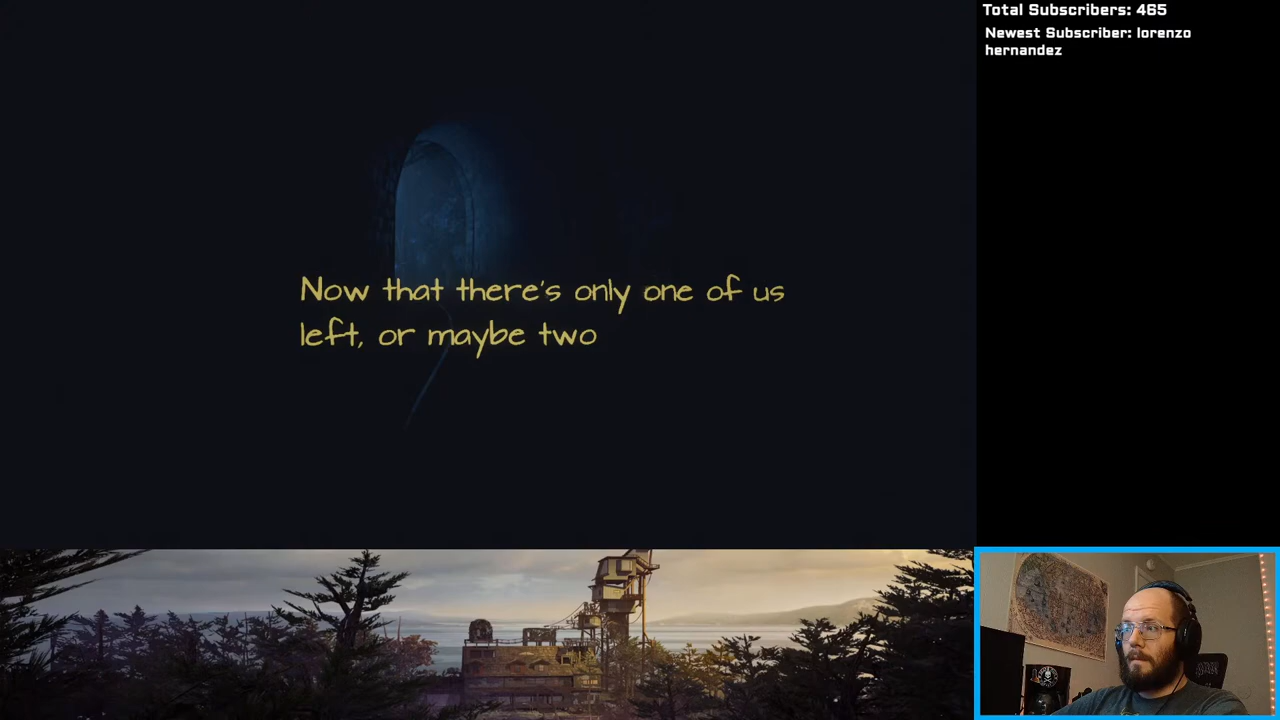 Total Subscribers: 465
Newest Subscriber: lorenzo
hernandez
Now that there's only one of us
left, or maybe two